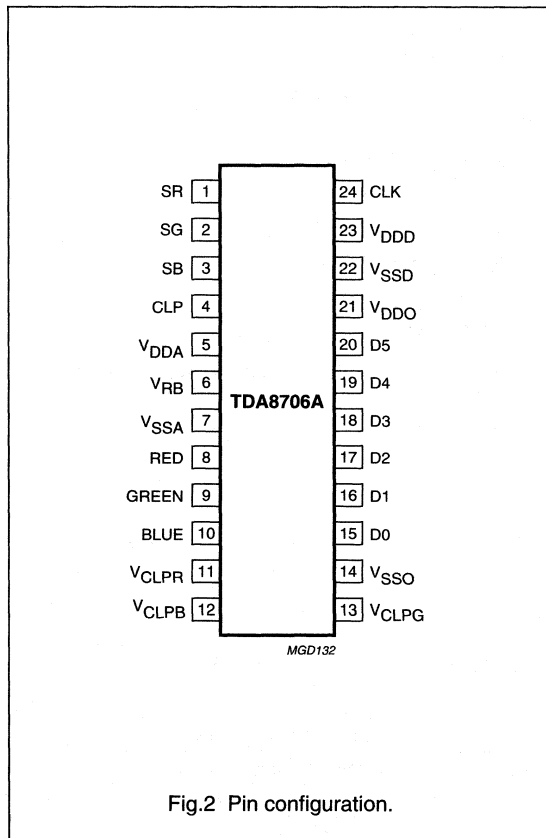 SR 1 24 CLK
SG 2 23 VDDD
SB 3 22 VSSD
CLP 4 21 VDDO
VDDA 5 20 D5
VRB 6 19 D4
TDA8706A
VSSA 7 18 D3
RED 8 17 D2
GREEN 9 16 D1
BLUE 10 15 D0
VCLPR 11 14 VSSO
VCLPB 12 13 VCLPG
MGD132
Fig.2 Pin configuration.